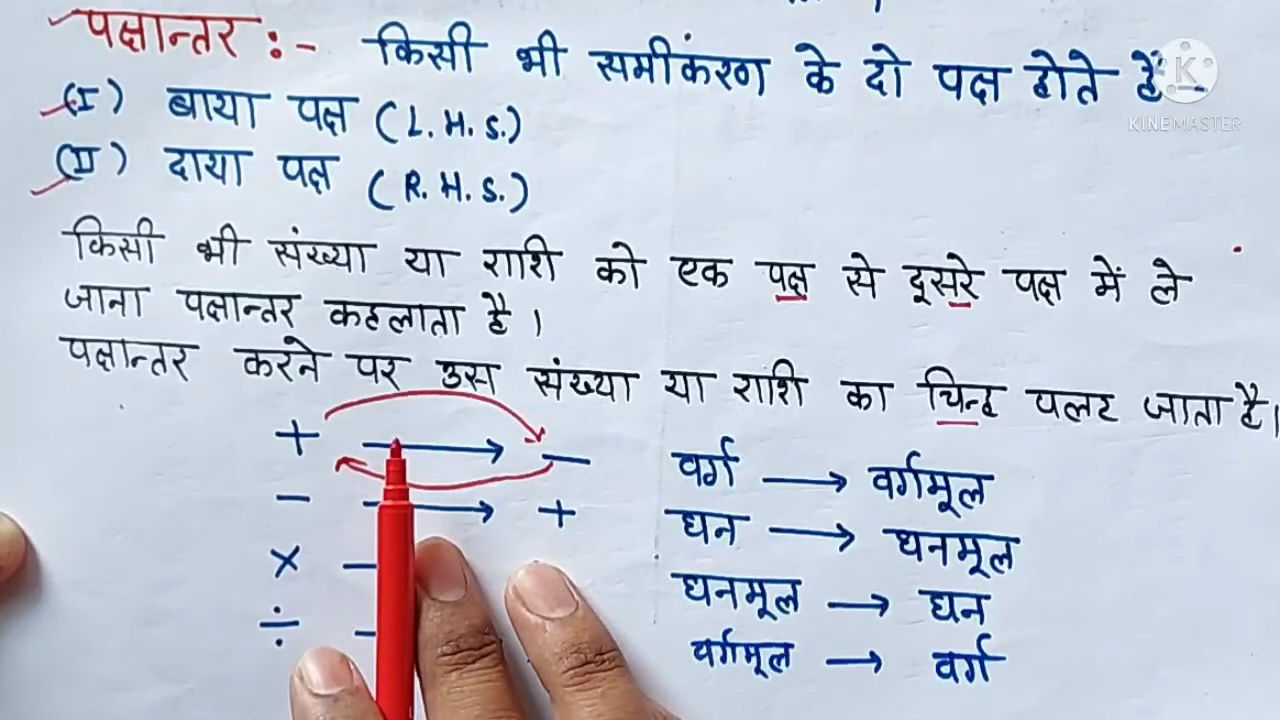 पक्षान्तर :- किसी भी समीकंरण के दो पक्ष होते हैं -
(I) बाया पक्ष (L.H.S.)
(II) दाया पक्ष (R.H.S.)
किसी भी संख्या या राशि को एक पक्ष से दूसरे पक्ष में ले
जाना पक्षान्तर कहलाता है।
पक्षान्तर करने पर उस संख्या या राशि का चिन्ह पलट जाता है।
+ → −
− → +
×
÷
वर्ग → वर्गमूल
घन → घनमूल
घनमूल → घन
वर्गमूल → वर्ग
K
KINEMASTER